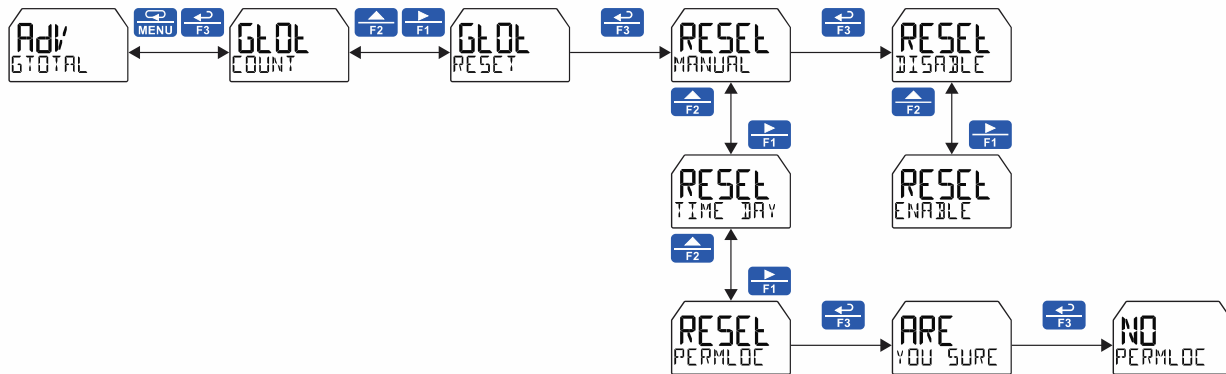 Adv
GTOTAL
MENU
F3
GtOt
COUNT
F2
F1
GtOt
RESET
F3
RESEt
MANUAL
F3
RESEt
DISABLE
F2
F1
F2
F1
RESEt
TIME DAY
RESEt
ENABLE
F2
F1
RESEt
PERMLOC
F3
ARE
YOU SURE
F3
NO
PERMLOC